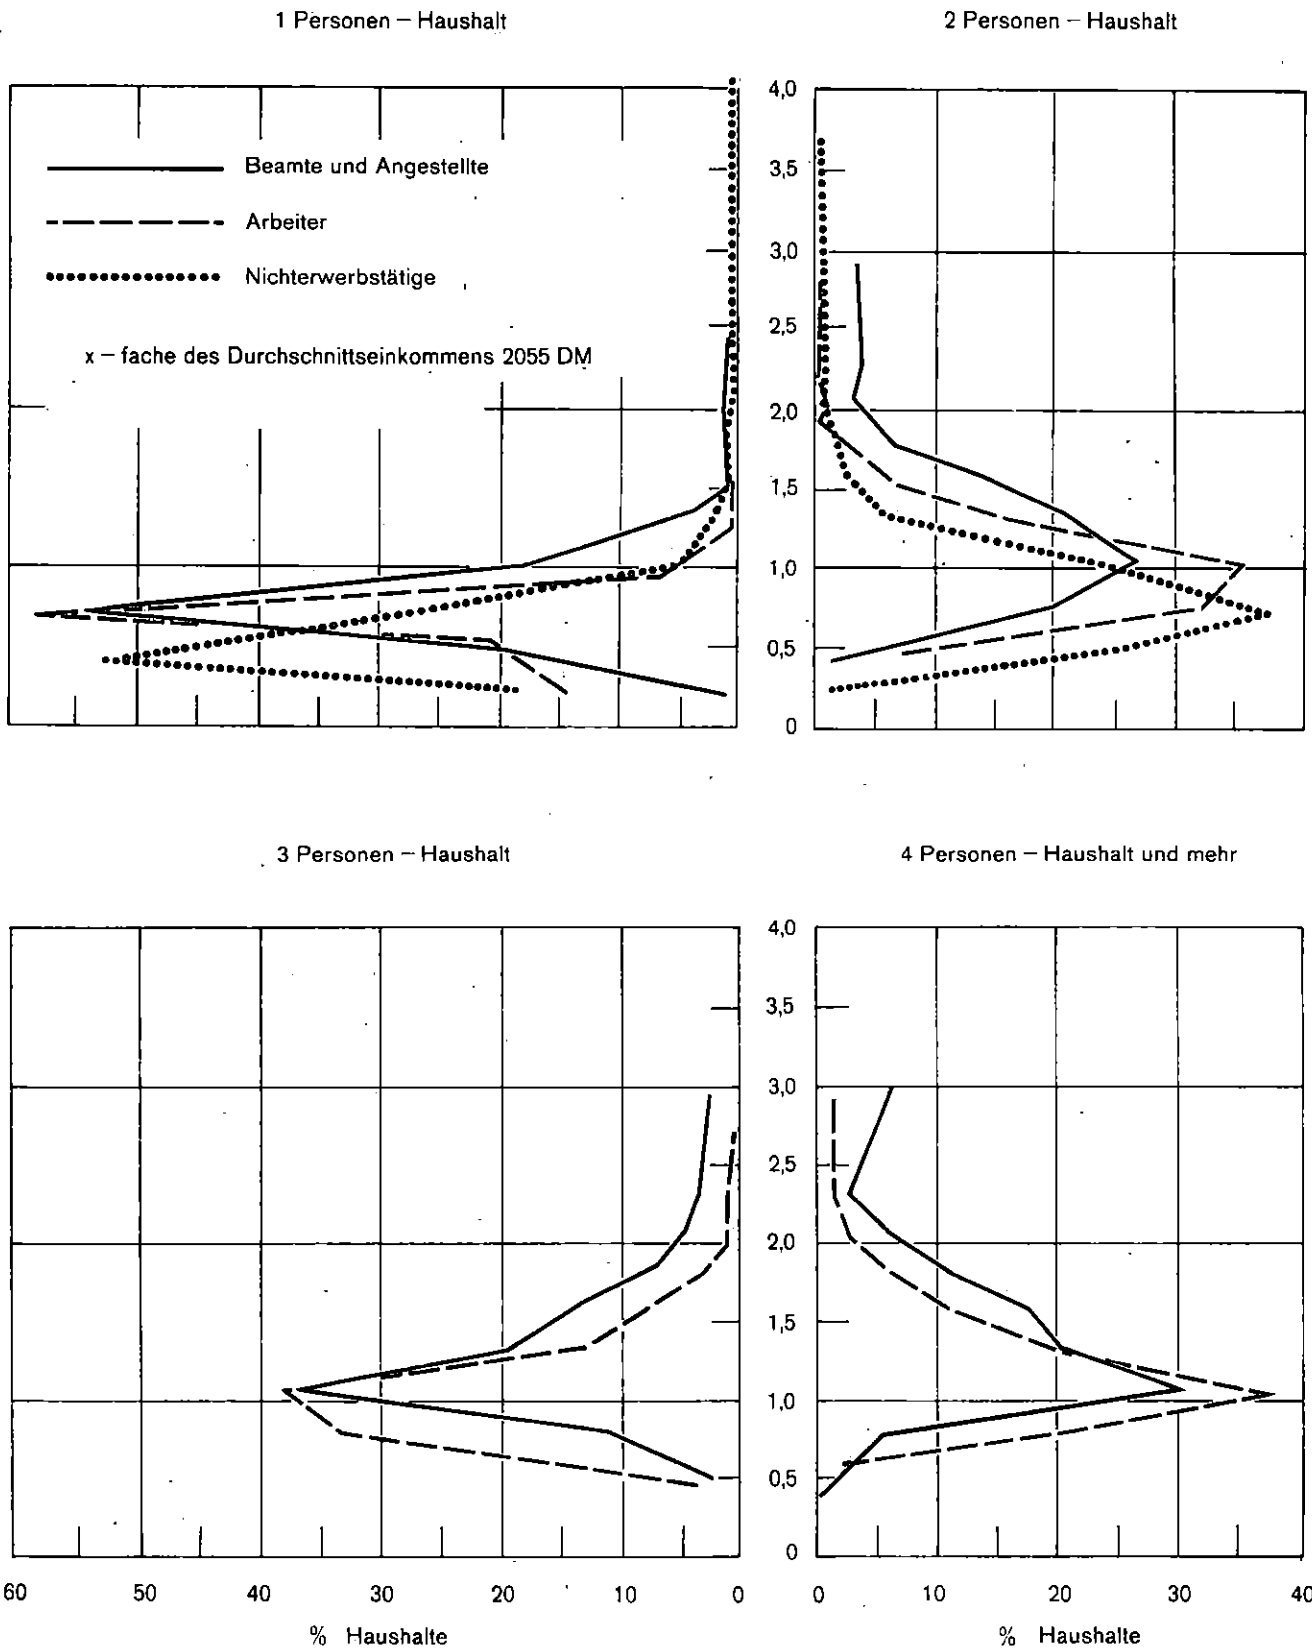 1 Personen – Haushalt
2 Personen – Haushalt
Beamte und Angestellte
Arbeiter
Nichterwerbstätige
x – fache des Durchschnittseinkommens 2055 DM
4,0
3,5
3,0
2,5
2,0
1,5
1,0
0,5
0
3 Personen – Haushalt
4 Personen – Haushalt und mehr
4,0
3,5
3,0
2,5
2,0
1,5
1,0
0,5
0
60 50 40 30 20 10 0
0 10 20 30 40
% Haushalte
% Haushalte